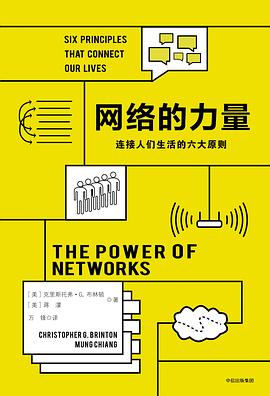 SIX PRINCIPLES
THAT CONNECT
OUR LIVES
网络的力量
连接人们生活的六大原则
THE POWER OF
NETWORKS
［美］克里斯托弗·G. 布林顿
［美］蒋 濛
著
万 锋 译
CHRISTOPHER G. BRINTON
MUNG CHIANG
中信出版集团